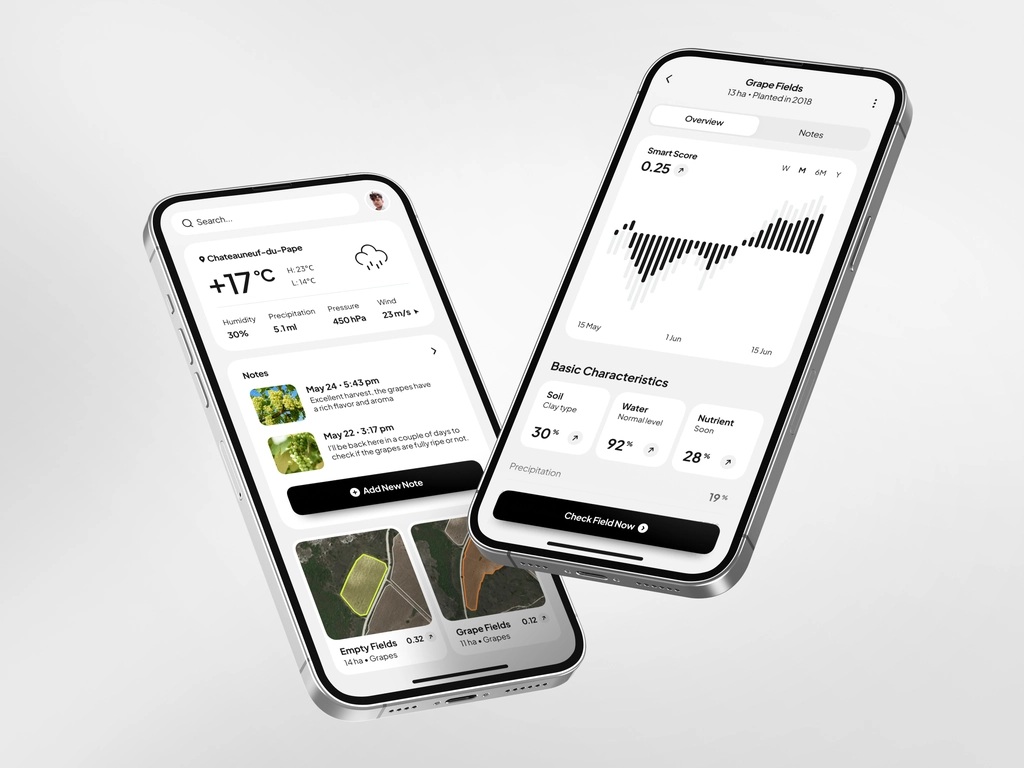 Search...
Chateauneuf-du-Pape
+17°C
H: 23°C
L: 14°C
Humidity
30%
Precipitation
5.1 ml
Pressure
450 hPa
Wind
23 m/s
Notes
May 24 • 5:43 pm
Excellent harvest, the grapes have
a rich flavor and aroma
May 22 • 3:17 pm
I'll be back here in a couple of days to
check if the grapes are fully ripe or not.
Add New Note
Empty Fields
0.32
14 ha • Grapes
Grape Fields
0.12
11 ha • Grapes
Grape Fields
13 ha • Planted in 2018
Overview
Notes
Smart Score
0.25
W M 6M Y
15 May
1 Jun
15 Jun
Basic Characteristics
Soil
Clay type
30%
Water
Normal level
92%
Nutrient
Soon
28%
Precipitation
19%
Check Field Now